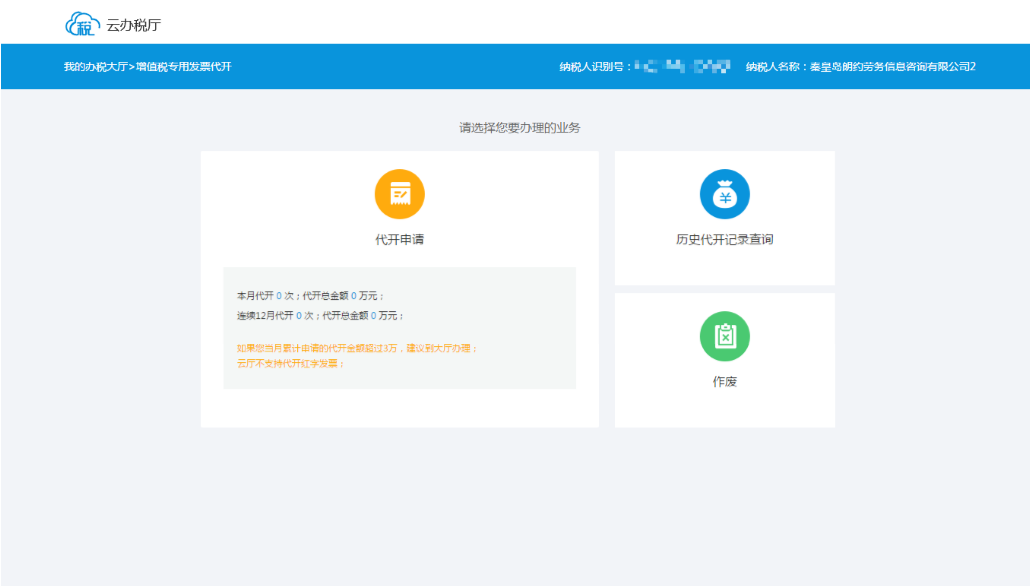 税 云办税厅
我的办税大厅>增值税专用发票代开 纳税人识别号： 纳税人名称：秦皇岛朗约劳务信息咨询有限公司2
请选择您要办理的业务
代开申请
本月代开 0 次；代开总金额 0 万元；
连续12月代开 0 次；代开总金额 0 万元；
如果您当月累计申请的代开金额超过3万，建议到大厅办理；
云厅不支持代开红字发票；
¥
历史代开记录查询
作废